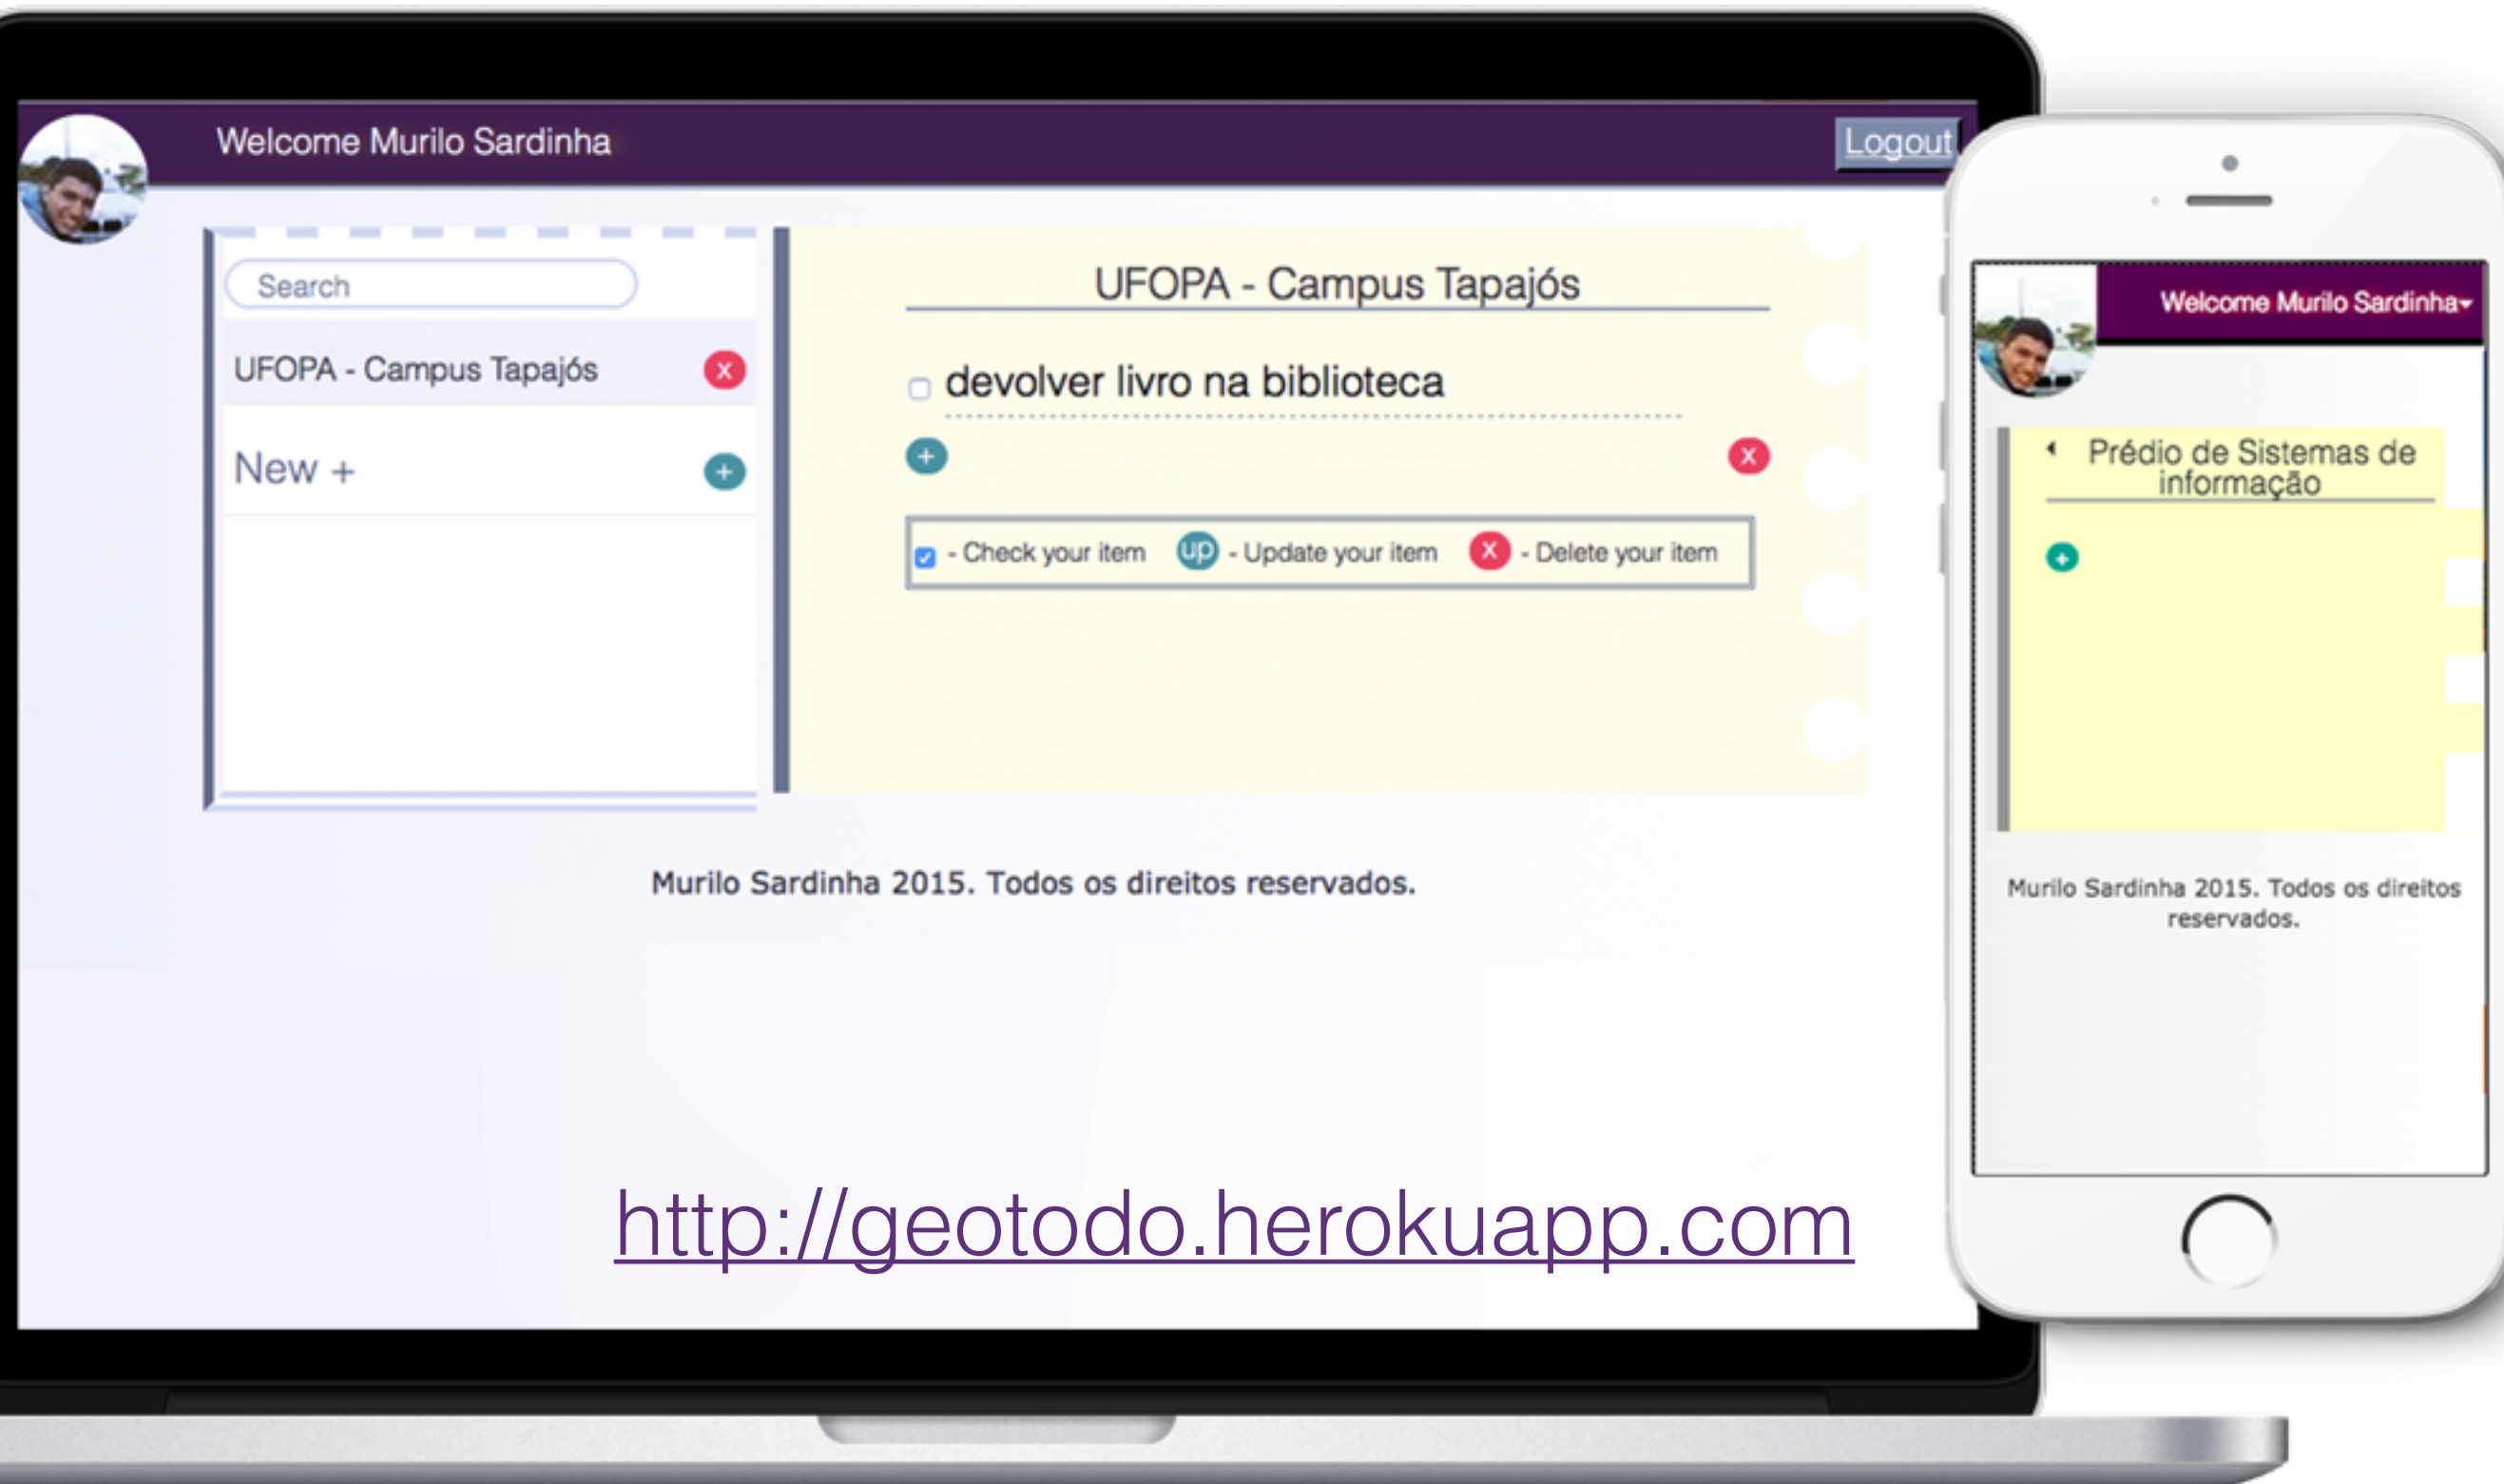 Welcome Murilo Sardinha
Logout
Search
UFOPA - Campus Tapajós
x
New +
+
UFOPA - Campus Tapajós
devolver livro na biblioteca
+
x
- Check your item
up - Update your item
x - Delete your item
Murilo Sardinha 2015. Todos os direitos reservados.
http://geotodo.herokuapp.com
Welcome Murilo Sardinha
Prédio de Sistemas de
informação
+
Murilo Sardinha 2015. Todos os direitos
reservados.